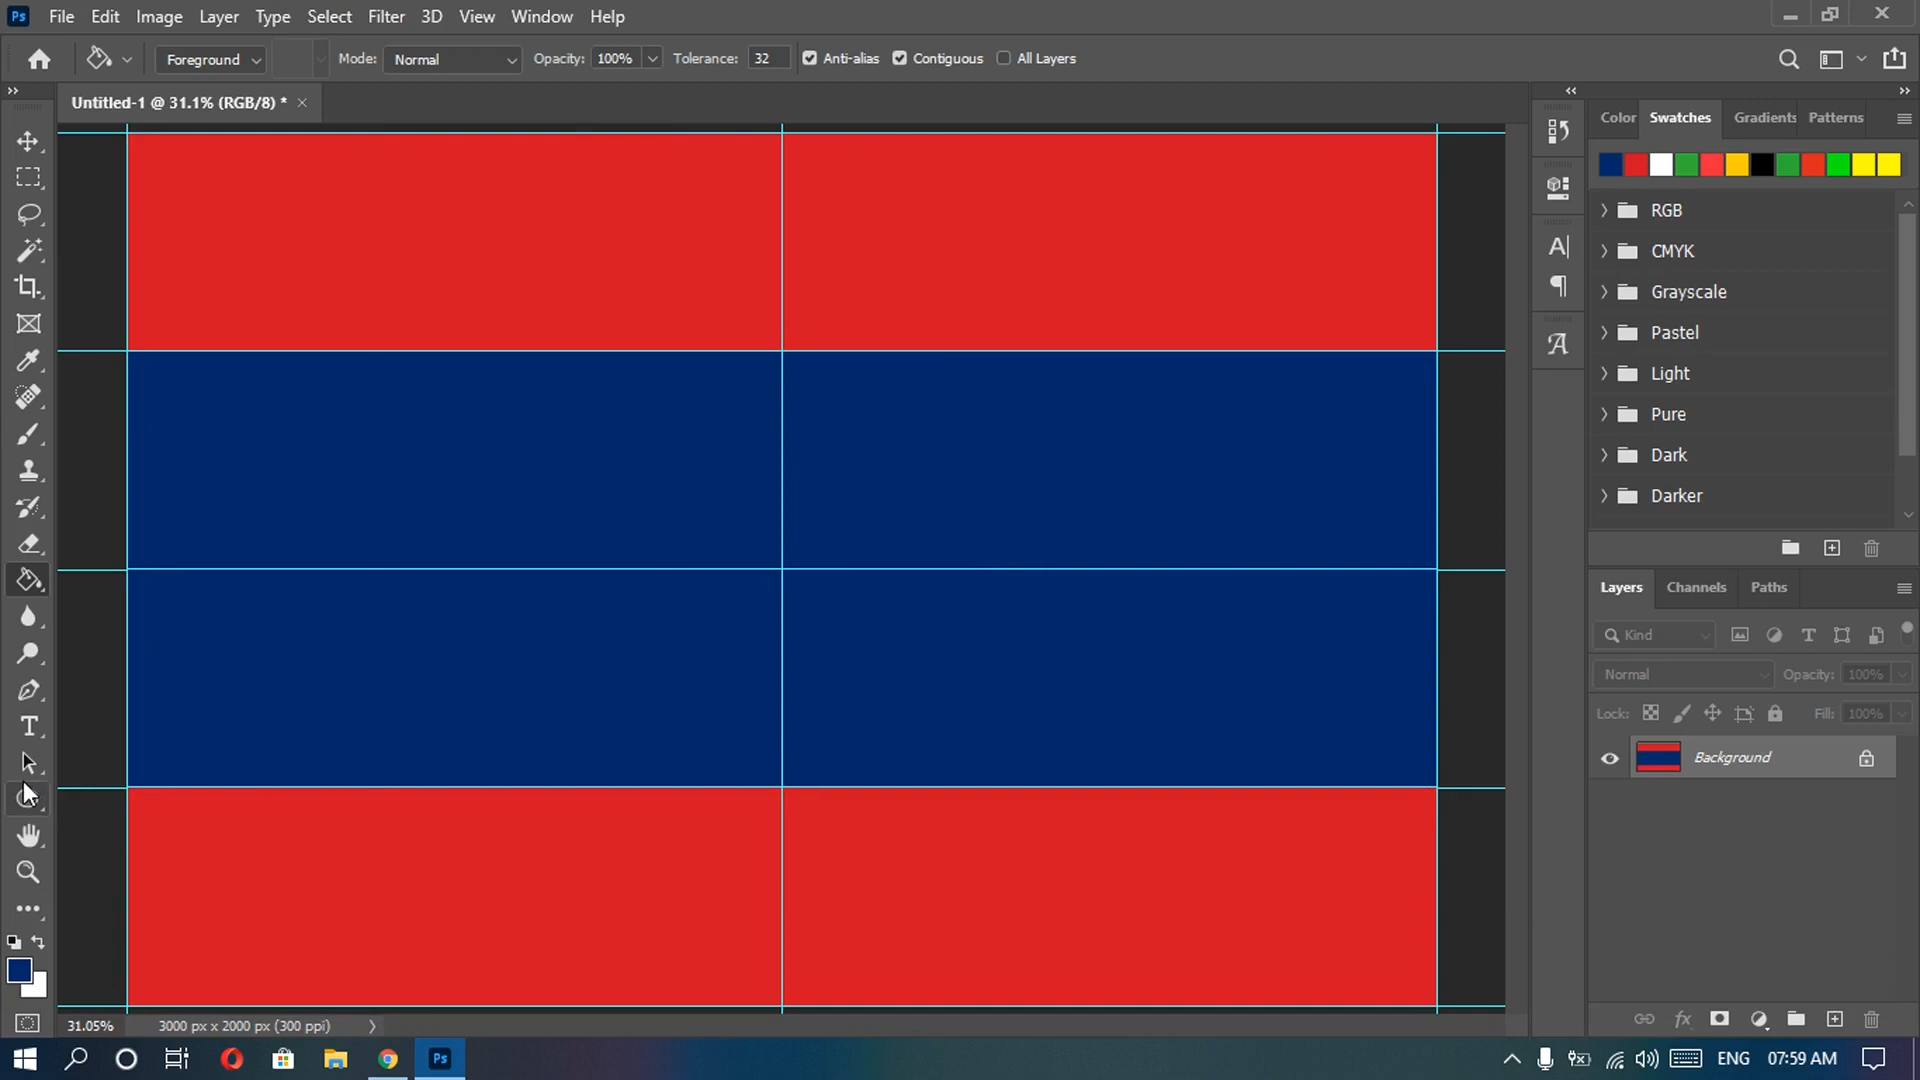 Ps File Edit Image Layer Type Select Filter 3D View Window Help
Foreground Mode: Normal Opacity: 100% Tolerance: 32 Anti-alias Contiguous All Layers
Untitled-1 @ 31.1% (RGB/8) * ×
Color Swatches Gradients Patterns
RGB
CMYK
Grayscale
Pastel
Light
Pure
Dark
Darker
Layers Channels Paths
Kind
Normal Opacity: 100%
Lock: Fill: 100%
Background
31.05% 3000 px x 2000 px (300 ppi)
Ps ENG 07:59 AM